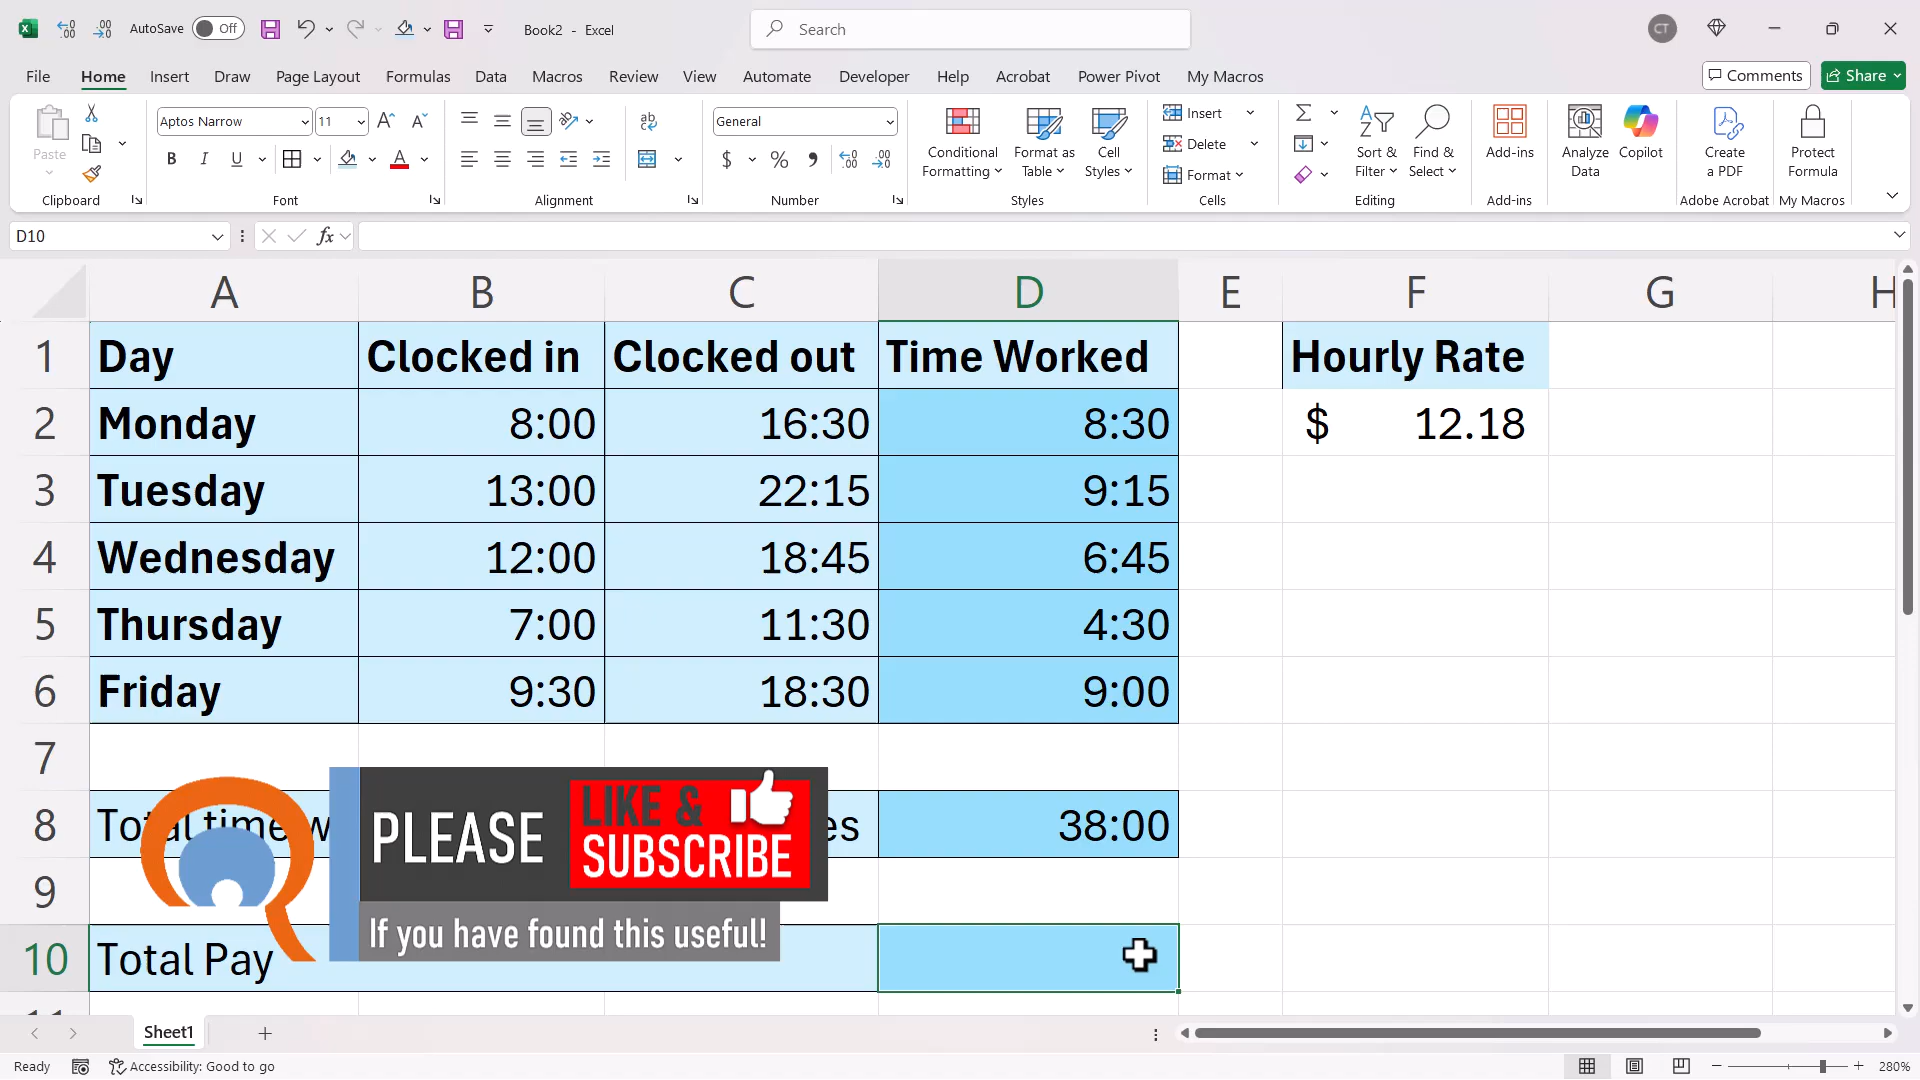 AutoSave Off Book2 - Excel Search CT
File Home Insert Draw Page Layout Formulas Data Macros Review View Automate Developer Help Acrobat Power Pivot My Macros Comments Share
Paste Aptos Narrow 11 General Conditional Formatting Format as Table Cell Styles Insert Delete Format Sort & Filter Find & Select Add-ins Analyze Data Copilot Create a PDF Protect Formula
Clipboard Font Alignment Number Styles Cells Editing Add-ins Adobe Acrobat My Macros
D10 fx
A B C D E F G H
1 Day Clocked in Clocked out Time Worked Hourly Rate
2 Monday 8:00 16:30 8:30 $ 12.18
3 Tuesday 13:00 22:15 9:15
4 Wednesday 12:00 18:45 6:45
5 Thursday 7:00 11:30 4:30
6 Friday 9:30 18:30 9:00
7
8 Total time 38:00
PLEASE LIKE & SUBSCRIBE
9
If you have found this useful!
10 Total Pay
Sheet1
Ready Accessibility: Good to go 280%